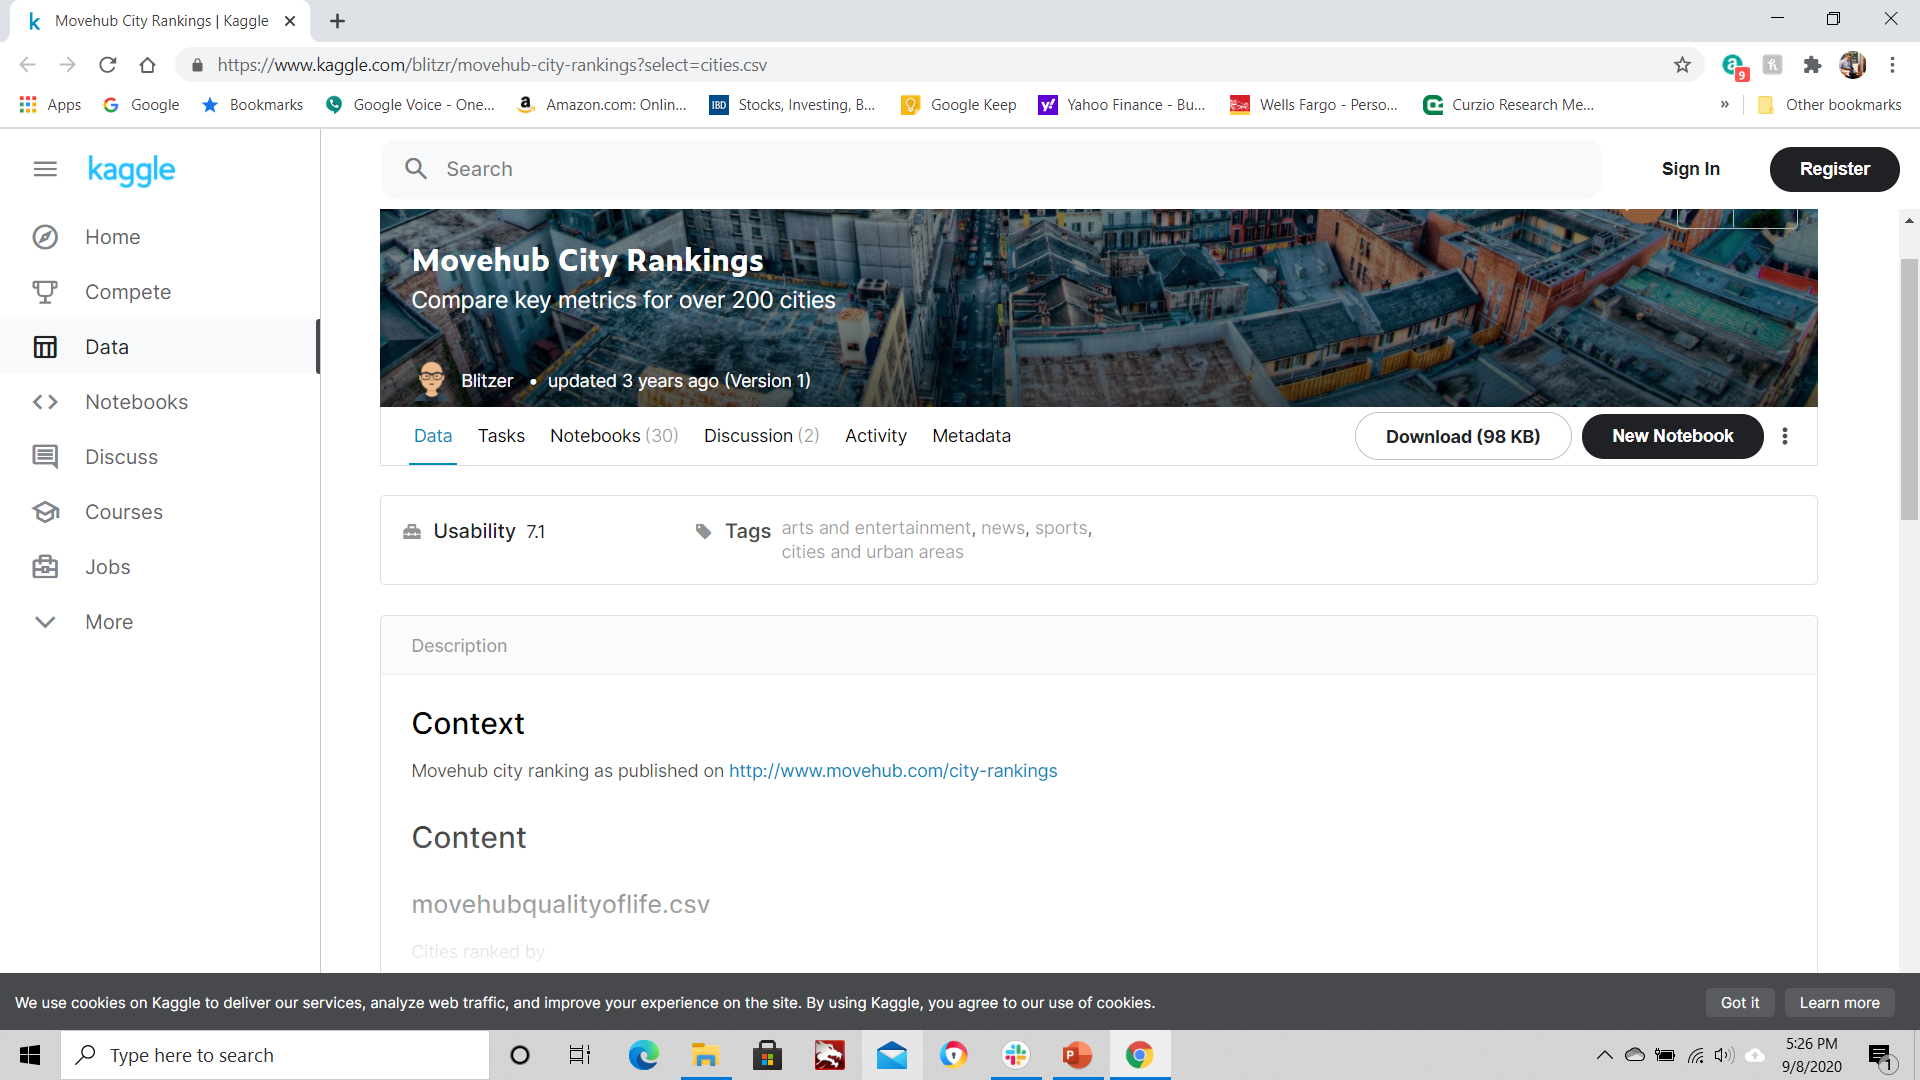 Movehub City Rankings | Kaggle
https://www.kaggle.com/blitzr/movehub-city-rankings?select=cities.csv
9
Apps Google Bookmarks Google Voice - One... Amazon.com: Onlin... IBD Stocks, Investing, B... Google Keep Yahoo Finance - Bu... Wells Fargo - Perso... Curzio Research Me... » Other bookmarks
kaggle
Search
Sign In
Register
Home
Compete
Data
Notebooks
Discuss
Courses
Jobs
More
Movehub City Rankings
Compare key metrics for over 200 cities
Blitzer • updated 3 years ago (Version 1)
Data Tasks Notebooks (30) Discussion (2) Activity Metadata
Download (98 KB)
New Notebook
Usability 7.1
Tags arts and entertainment, news, sports,
cities and urban areas
Description
Context
Movehub city ranking as published on http://www.movehub.com/city-rankings
Content
movehubqualityoflife.csv
Cities ranked by
We use cookies on Kaggle to deliver our services, analyze web traffic, and improve your experience on the site. By using Kaggle, you agree to our use of cookies.
Got it
Learn more
Type here to search
5:26 PM
9/8/2020
1